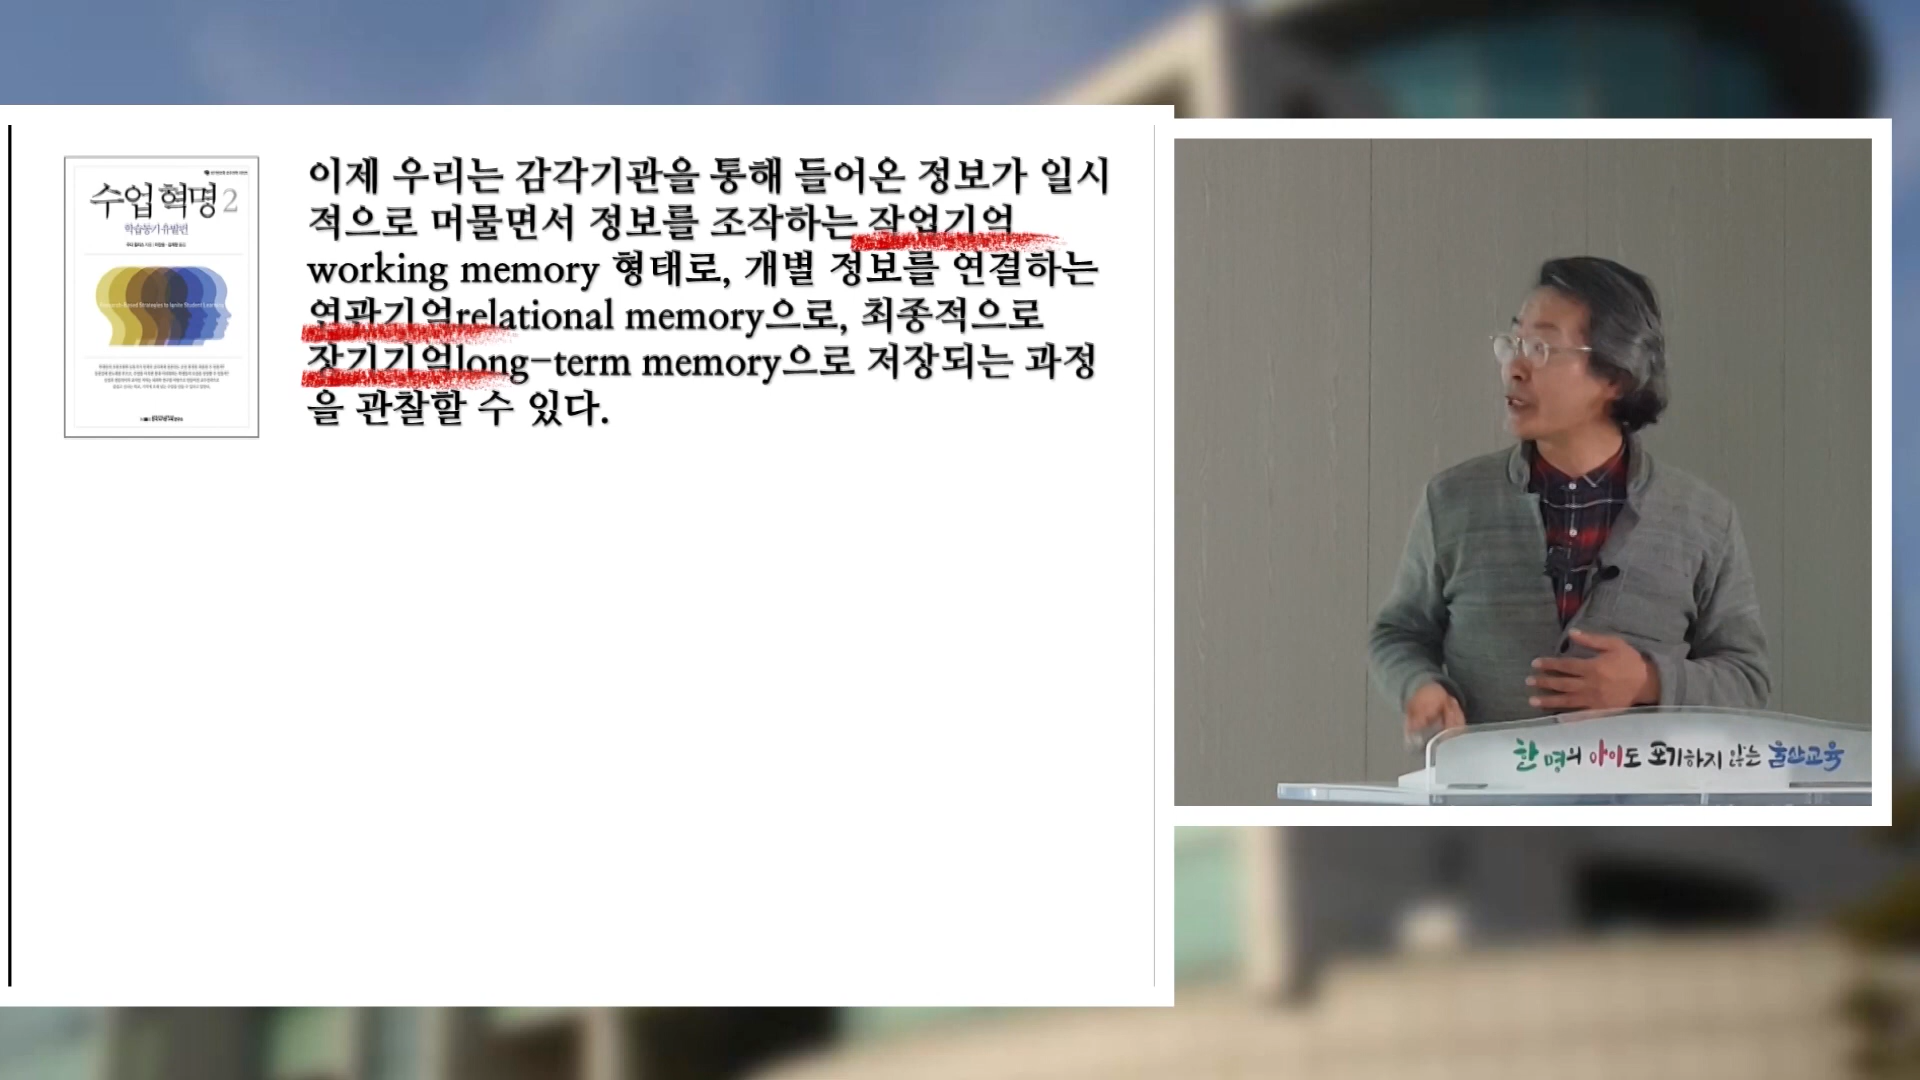 수업 혁명 2
학습동기 유발편
이제 우리는 감각기관을 통해 들어온 정보가 일시
적으로 머물면서 정보를 조작하는 작업기억
working memory 형태로, 개별 정보를 연결하는
연관기억relational memory으로, 최종적으로
장기기억long-term memory으로 저장되는 과정
을 관찰할 수 있다.
한 명의 아이도 포기하지 않는 울산교육